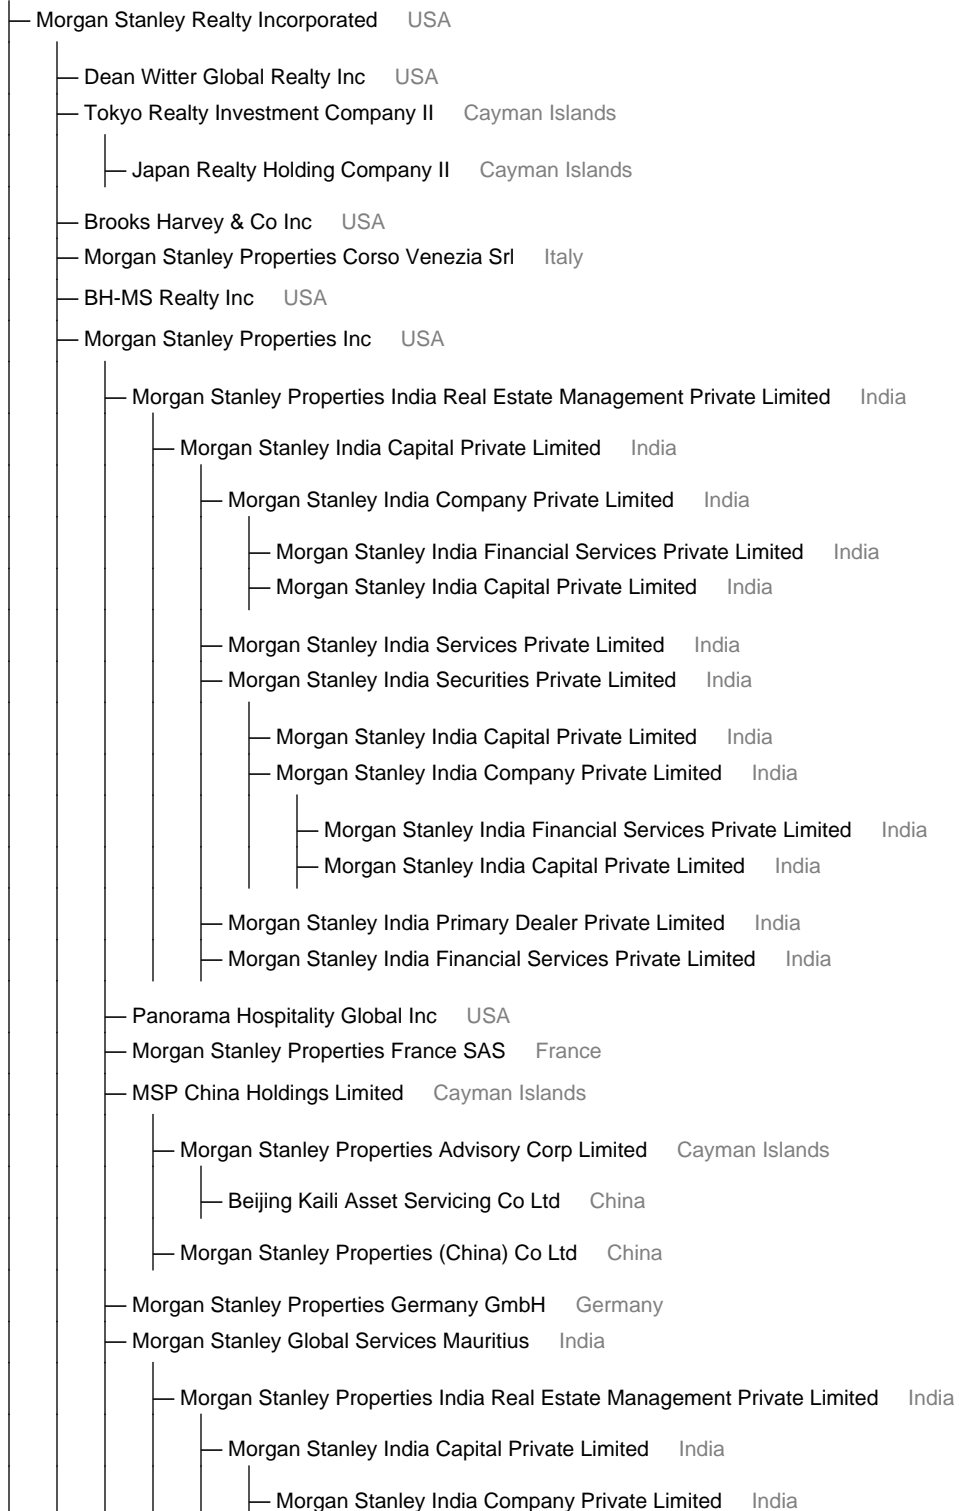 Morgan Stanley Realty Incorporated USA
Dean Witter Global Realty Inc USA
Tokyo Realty Investment Company II Cayman Islands
Japan Realty Holding Company II Cayman Islands
Brooks Harvey & Co Inc USA
Morgan Stanley Properties Corso Venezia Srl Italy
BH-MS Realty Inc USA
Morgan Stanley Properties Inc USA
Morgan Stanley Properties India Real Estate Management Private Limited India
Morgan Stanley India Capital Private Limited India
Morgan Stanley India Company Private Limited India
Morgan Stanley India Financial Services Private Limited India
Morgan Stanley India Capital Private Limited India
Morgan Stanley India Services Private Limited India
Morgan Stanley India Securities Private Limited India
Morgan Stanley India Capital Private Limited India
Morgan Stanley India Company Private Limited India
Morgan Stanley India Financial Services Private Limited India
Morgan Stanley India Capital Private Limited India
Morgan Stanley India Primary Dealer Private Limited India
Morgan Stanley India Financial Services Private Limited India
Panorama Hospitality Global Inc USA
Morgan Stanley Properties France SAS France
MSP China Holdings Limited Cayman Islands
Morgan Stanley Properties Advisory Corp Limited Cayman Islands
Beijing Kaili Asset Servicing Co Ltd China
Morgan Stanley Properties (China) Co Ltd China
Morgan Stanley Properties Germany GmbH Germany
Morgan Stanley Global Services Mauritius India
Morgan Stanley Properties India Real Estate Management Private Limited India
Morgan Stanley India Capital Private Limited India
Morgan Stanley India Company Private Limited India